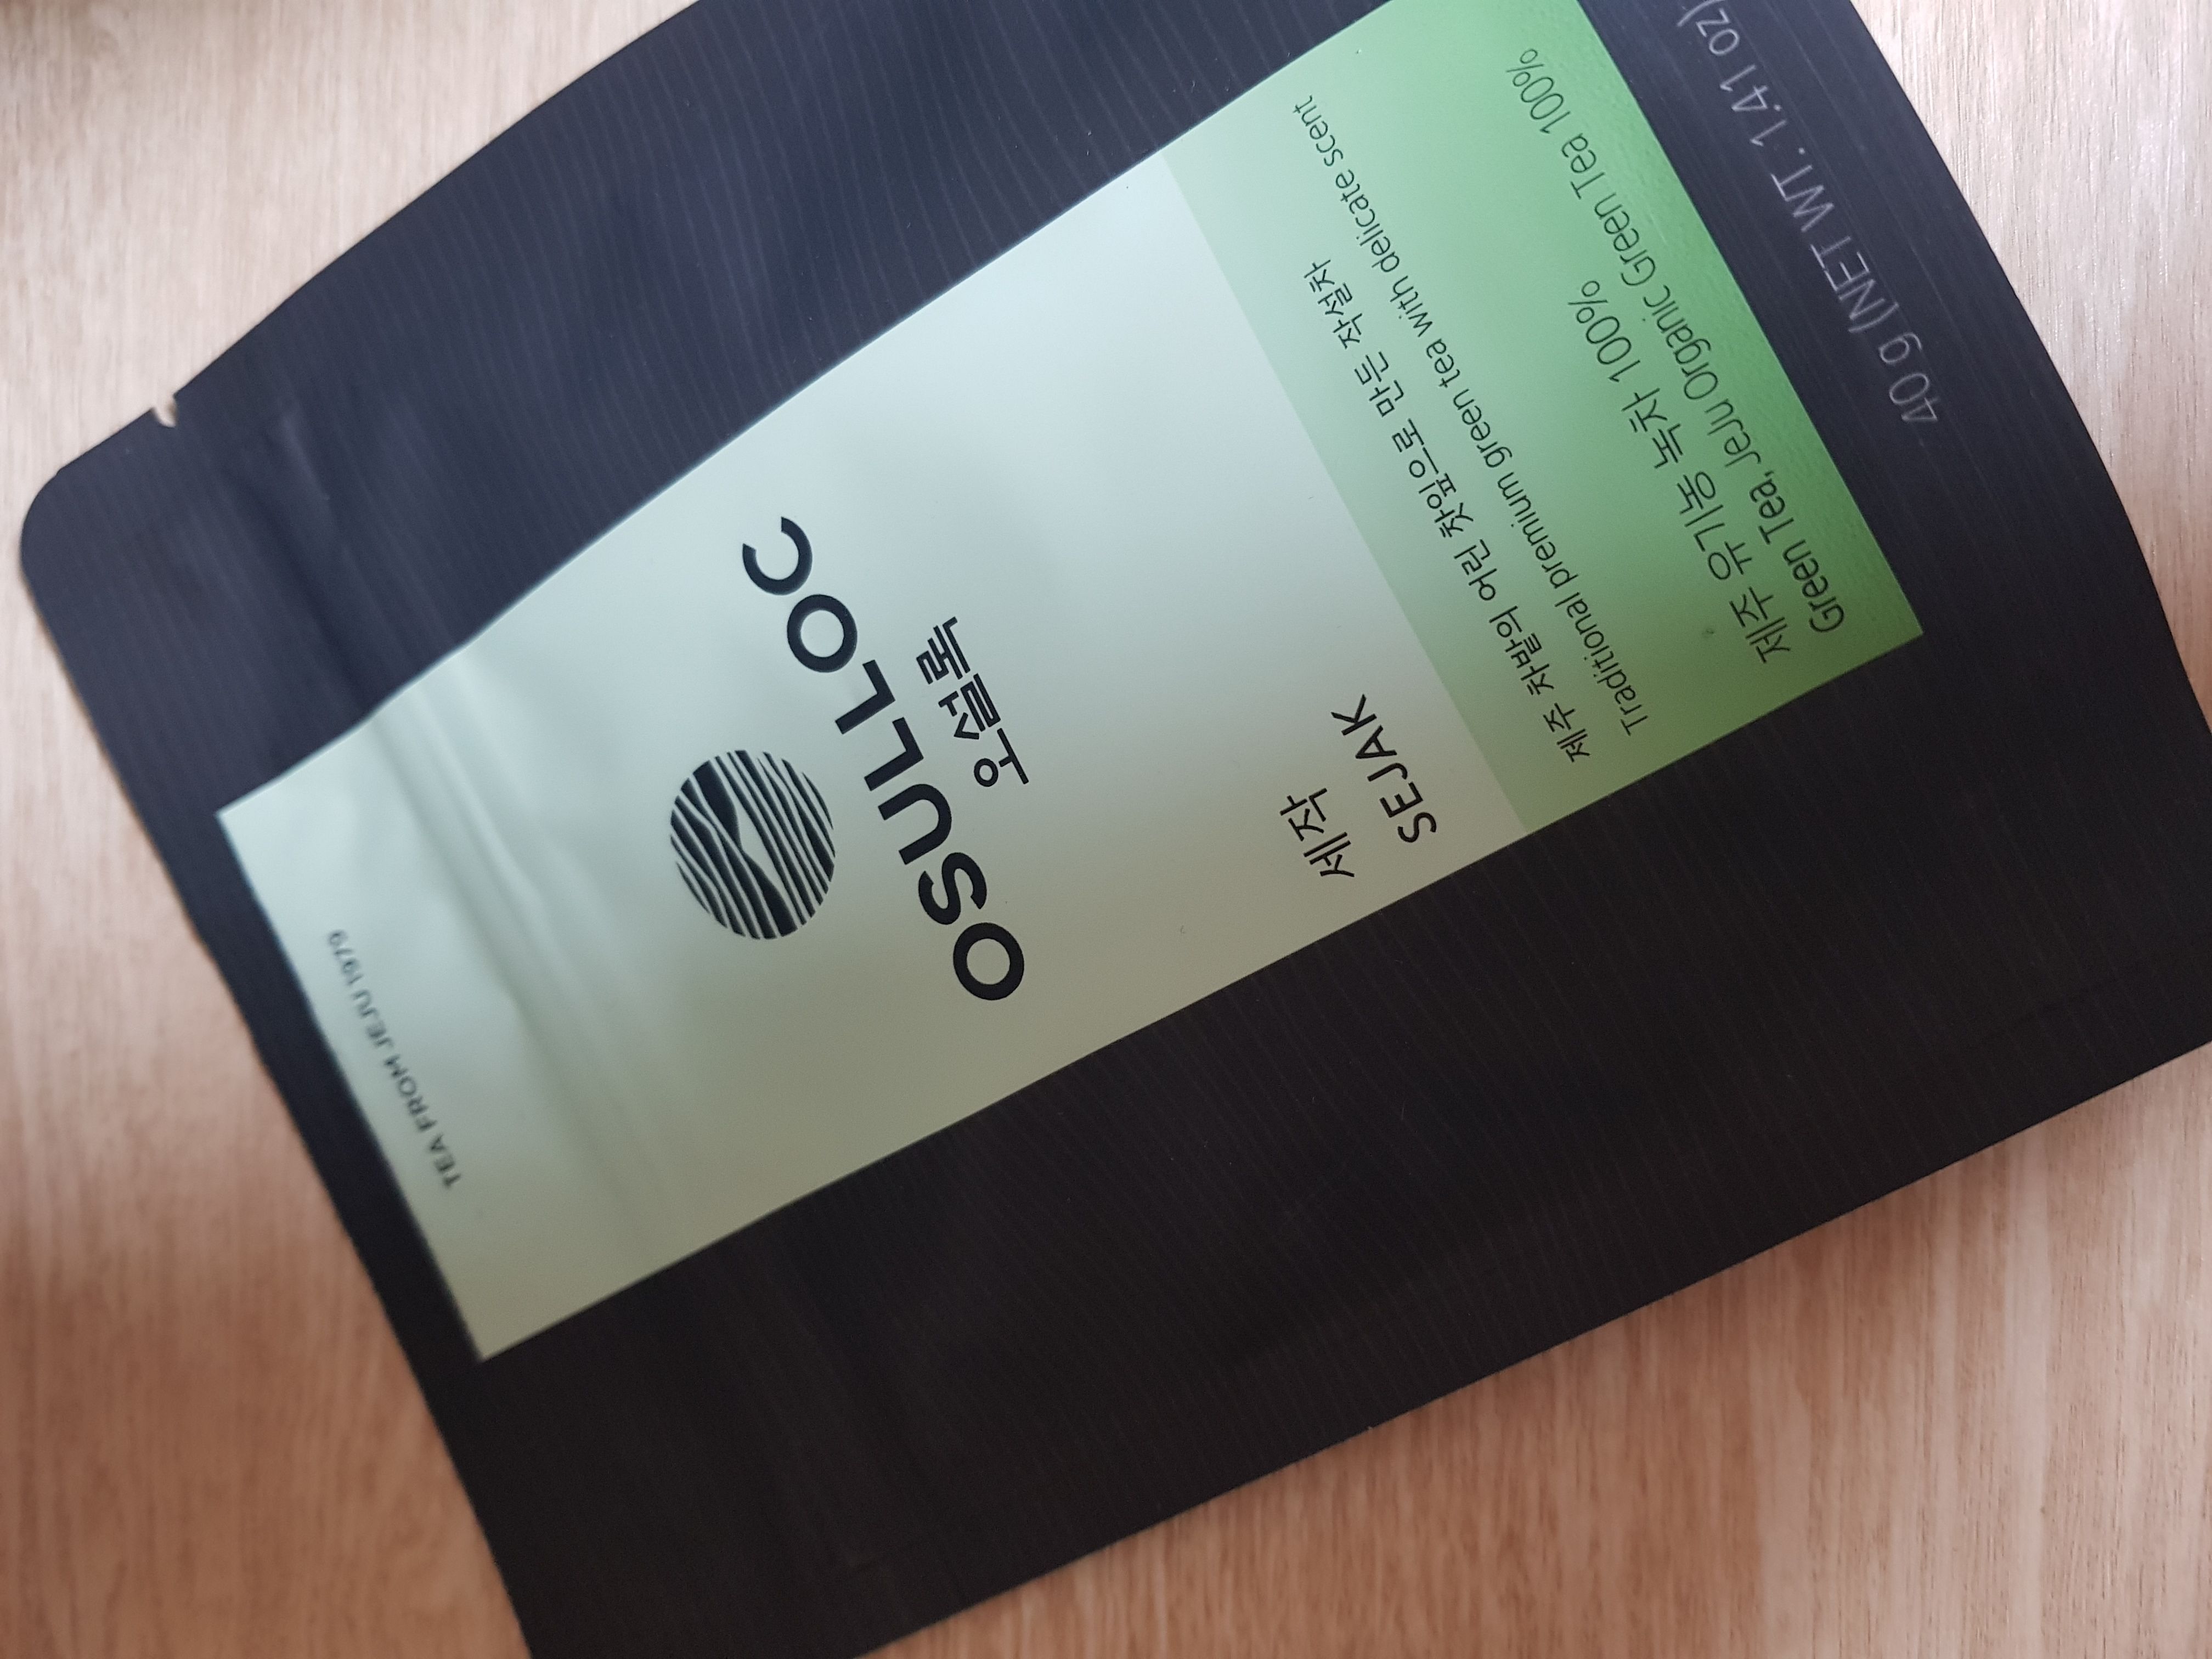 TEA FROM JEJU 1979
OSULLOC
오설록
세작
SEJAK
제주 차밭의 어린 찻잎으로 만든 작설차
Traditional premium green tea with delicate scent
제주 유기농 녹차 100%
Green Tea, Jeju Organic Green Tea 100%
40 g (NET WT. 1.41 oz)